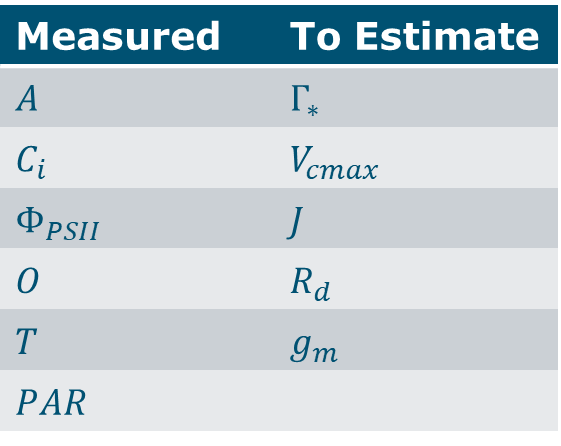 Measured To Estimate
A Γ*
Ci Vcmax
ΦPSII J
O Rd
T gm
PAR